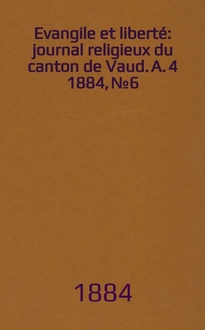 Evangile et liberté:
journal religieux du
canton de Vaud. A. 4
1884, №6
1884